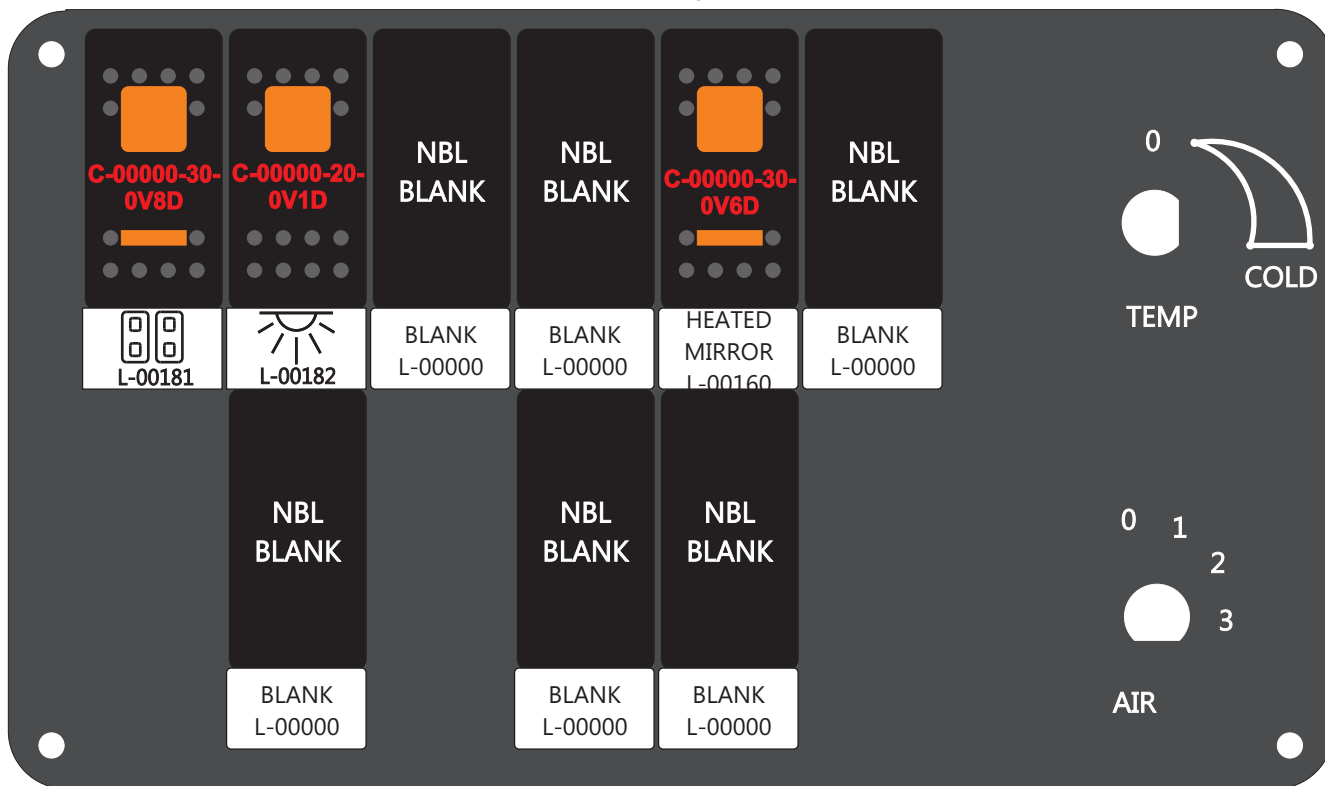 C-00000-30-
0V8D
C-00000-20-
0V1D
NBL
BLANK
NBL
BLANK
C-00000-30-
0V6D
NBL
BLANK
L-00181
L-00182
BLANK
L-00000
BLANK
L-00000
HEATED
MIRROR
L-00160
BLANK
L-00000
0
COLD
TEMP
NBL
BLANK
NBL
BLANK
NBL
BLANK
BLANK
L-00000
BLANK
L-00000
BLANK
L-00000
0
1
2
3
AIR